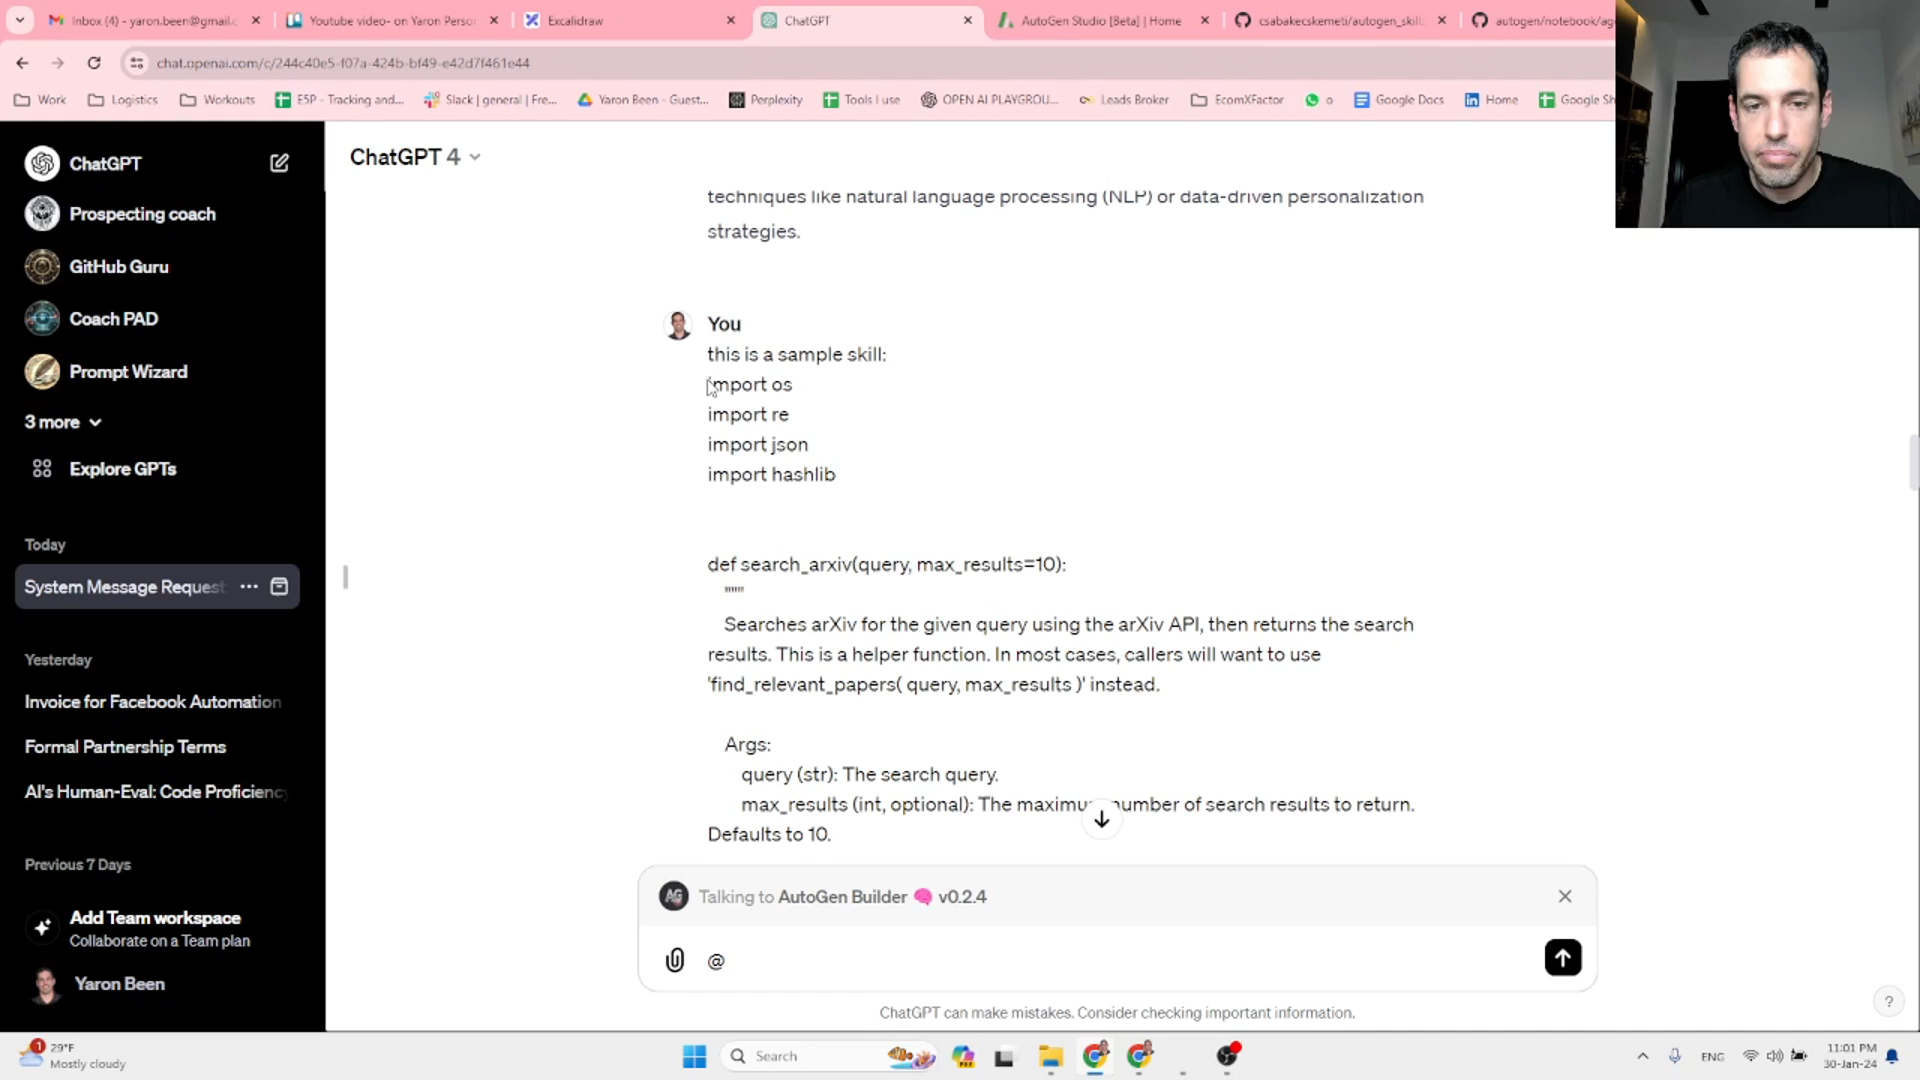 Inbox (4) - yaron.been@gmail.c
Youtube video- on Yaron Perso
Excalidraw
ChatGPT
AutoGen Studio [Beta] | Home
csabakecskemeti/autogen_skill
autogen/notebook/ag
chat.openai.com/c/244c40e5-f07a-424b-bf49-e42d7f461e44
Work
Logistics
Workouts
E5P - Tracking and...
Slack | general | Fre...
Yaron Been - Guest...
Perplexity
Tools I use
OPEN AI PLAYGROU...
Leads Broker
EcomXFactor
o
Google Docs
Home
Google Sh
ChatGPT
Prospecting coach
GitHub Guru
Coach PAD
Prompt Wizard
3 more
Explore GPTs
Today
System Message Request
Yesterday
Invoice for Facebook Automation
Formal Partnership Terms
AI's Human-Eval: Code Proficiency
Previous 7 Days
Add Team workspace
Collaborate on a Team plan
Yaron Been
ChatGPT 4
techniques like natural language processing (NLP) or data-driven personalization
strategies.
You
this is a sample skill:
import os
import re
import json
import hashlib
def search_arxiv(query, max_results=10):
"""
Searches arXiv for the given query using the arXiv API, then returns the search
results. This is a helper function. In most cases, callers will want to use
'find_relevant_papers( query, max_results )' instead.
Args:
query (str): The search query.
max_results (int, optional): The maximum number of search results to return.
Defaults to 10.
AG
Talking to AutoGen Builder 🧠 v0.2.4
@
ChatGPT can make mistakes. Consider checking important information.
?
1
29°F
Mostly cloudy
Search
ENG
11:01 PM
30-Jan-24